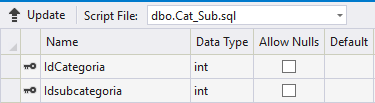 Update Script File: dbo.Cat_Sub.sql
Name Data Type Allow Nulls Default
IdCategoria int
Idsubcategoria int